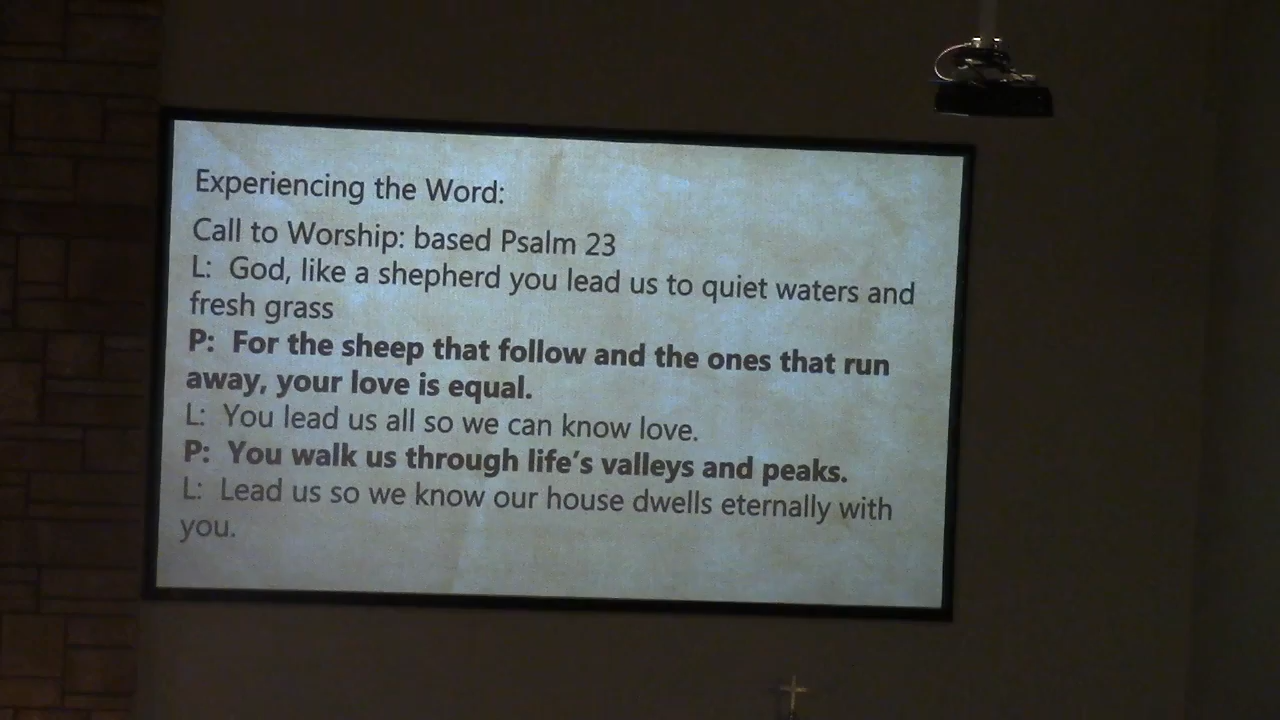 Experiencing the Word:
Call to Worship: based Psalm 23
L: God, like a shepherd you lead us to quiet waters and
fresh grass
P: For the sheep that follow and the ones that run
away, your love is equal.
L: You lead us all so we can know love.
P: You walk us through life's valleys and peaks.
L: Lead us so we know our house dwells eternally with
you.